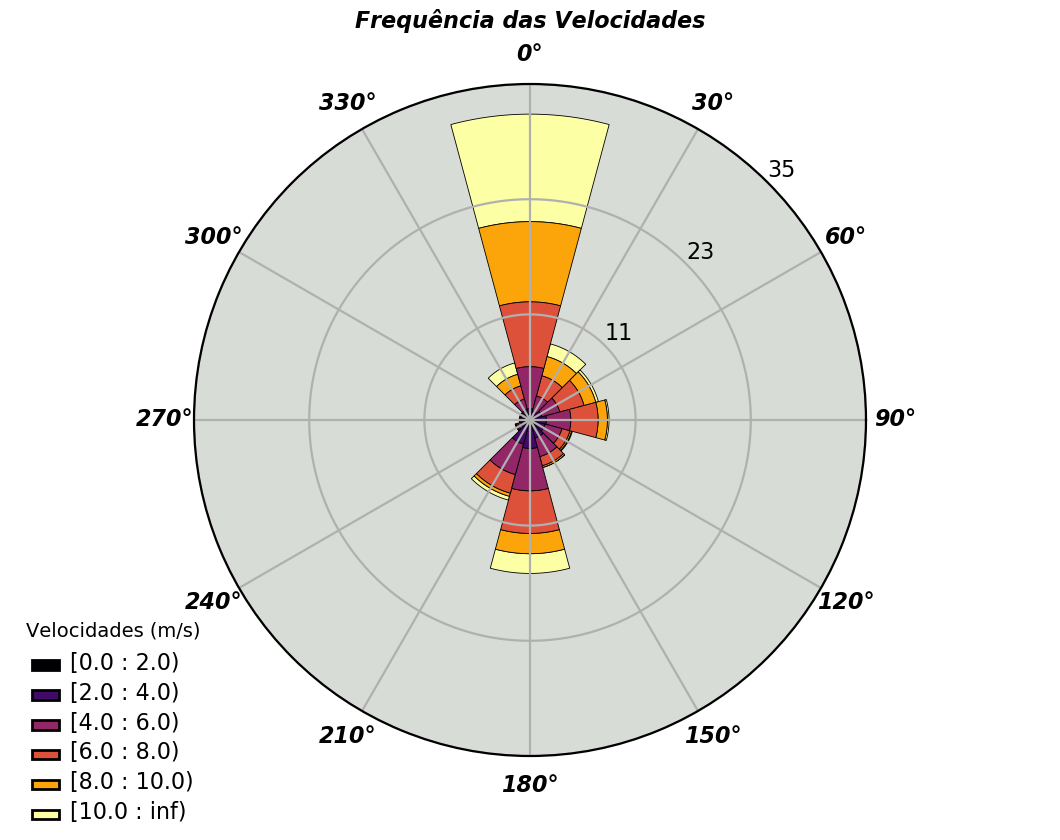 Frequência das Velocidades
0°
330°
30°
35
300°
60°
23
11
270°
90°
240°
120°
210°
150°
180°
Velocidades (m/s)
[0.0 : 2.0)
[2.0 : 4.0)
[4.0 : 6.0)
[6.0 : 8.0)
[8.0 : 10.0)
[10.0 : inf)